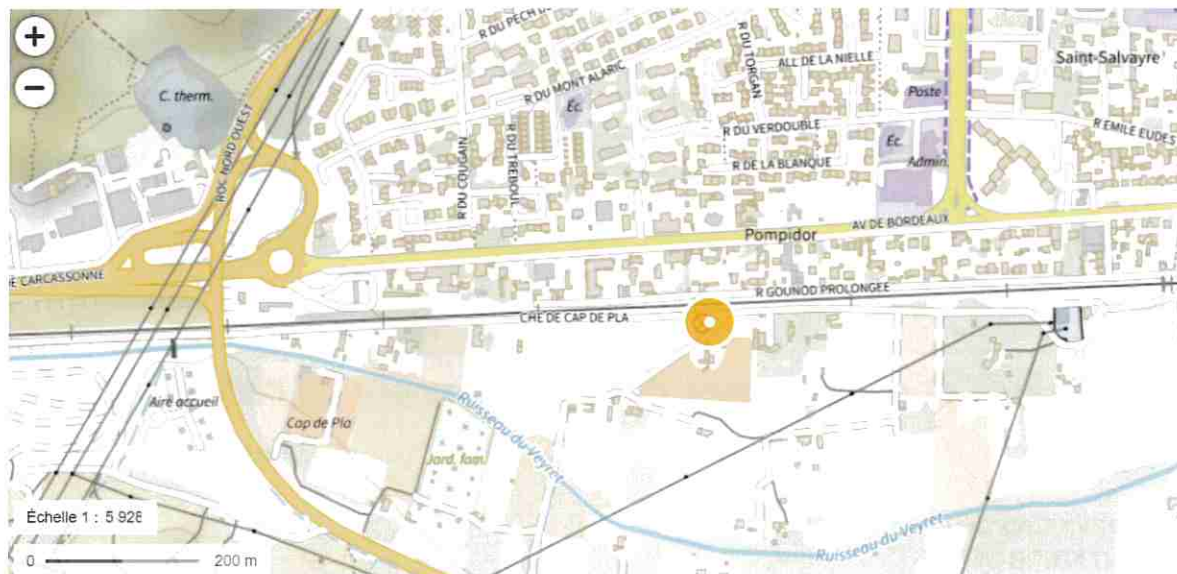 +
−
C. therm.
ROC NORD OUEST
R DU MONT ALARIC
R DU COUGAIN
R DU TREBOUL
Éc.
R DU TORGAN
ALL DE LA NIELLE
R DU VERDOUBLE
R DE LA BLANQUE
Poste
Éc.
Admin.
Saint-Salvayre
R EMILE EUDES
AV DE BORDEAUX
Pompidor
DE CARCASSONNE
R GOUNOD PROLONGEE
CHE DE CAP DE PLA
Aire accueil
Cap de Pla
Jard. fam.
Ruisseau du Veyret
Ruisseau du Veyret
Échelle 1 : 5 928
0 200 m